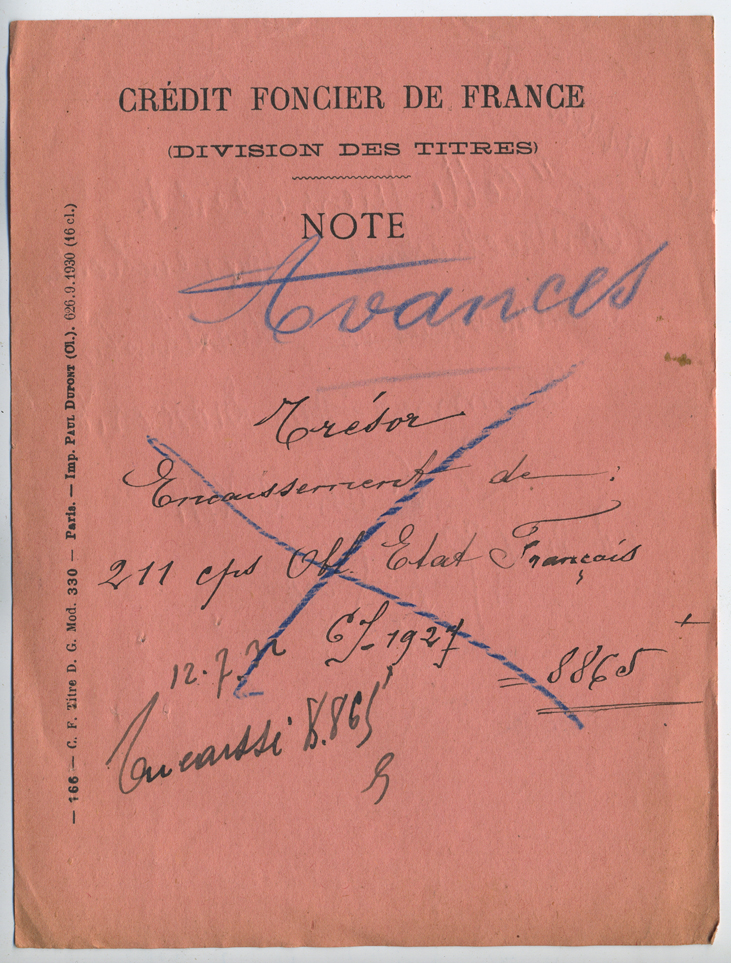 CRÉDIT FONCIER DE FRANCE
(DIVISION DES TITRES)
NOTE
Avances
Trésor
Encaissement de :
211 cps Obl. Etat Français
6% 1927
= 8865
12.7.32
Encaissé 8.865
— 166 — C. F. Titre D. G. Mod. 330 — Paris. — Imp. PAUL DUPONT (Cl.). 626.9.1930 (16 cl.)